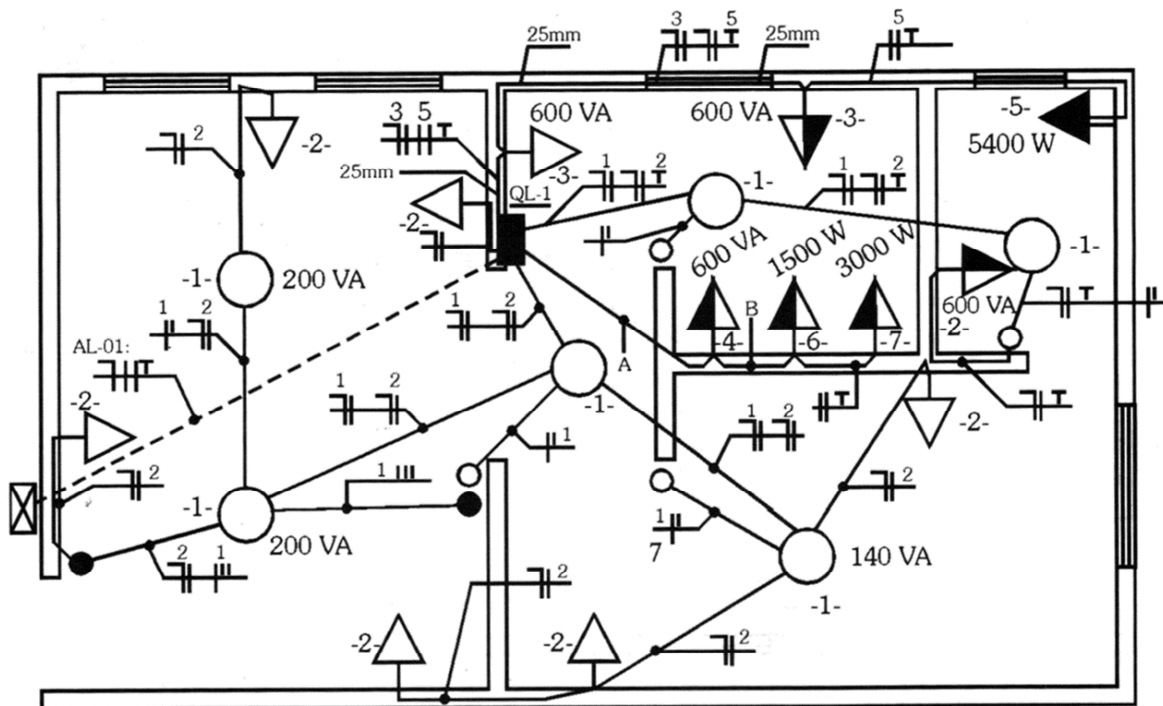 3 5
5
25mm
25mm
600 VA
600 VA
-3-
-5-
5400 W
2
-2-
3 5
-3-
25mm
QL-1
-2-
1 2
-1-
1 2
-1-
200 VA
-1-
600 VA
1500 W
3000 W
600 VA
-2-
1 2
AL-01:
1 2
B
-4-
-6-
-7-
A
-2-
1 2
-1-
-2-
1 2
2
1
1
-1-
200 VA
2
1
7
140 VA
-1-
2 1
2
-2-
-2-
2